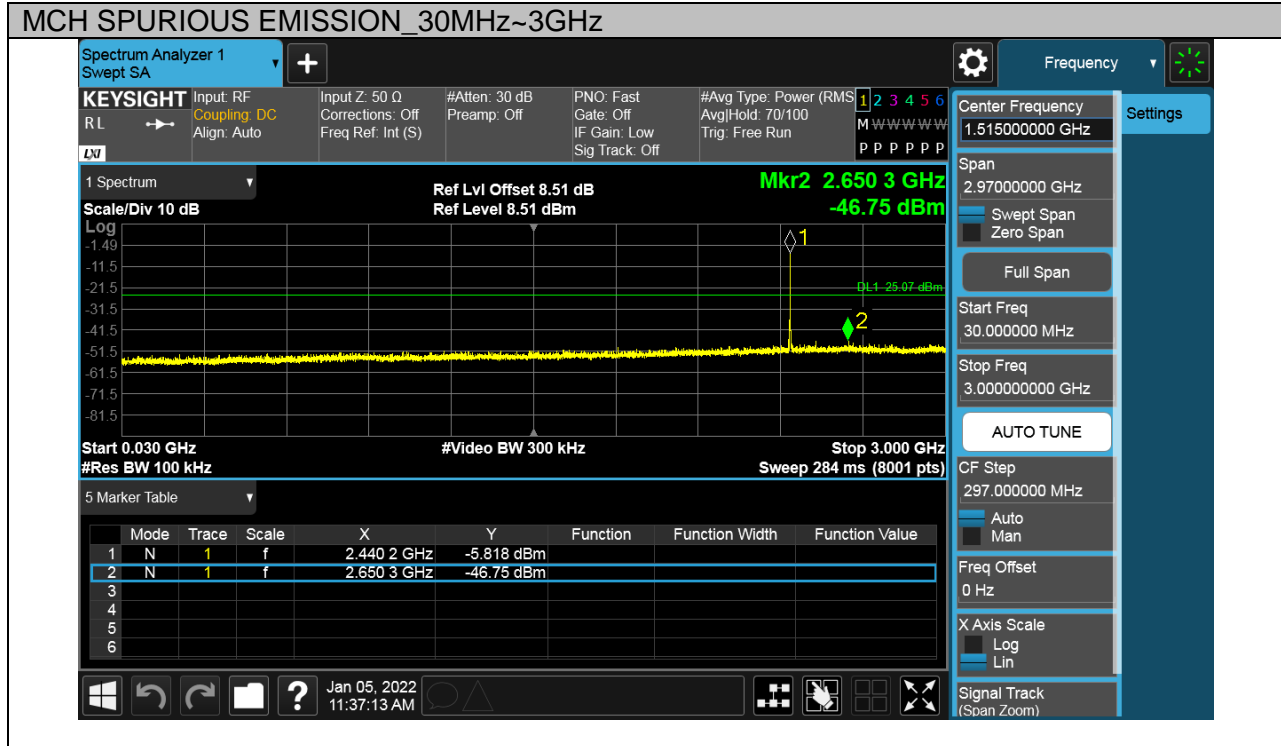 MCH SPURIOUS EMISSION_30MHz~3GHz
Spectrum Analyzer 1
Swept SA
+
Frequency
KEYSIGHT
RL
LXI
Input: RF
Coupling: DC
Align: Auto
Input Z: 50 Ω
Corrections: Off
Freq Ref: Int (S)
#Atten: 30 dB
Preamp: Off
PNO: Fast
Gate: Off
IF Gain: Low
Sig Track: Off
#Avg Type: Power (RMS
Avg|Hold: 70/100
Trig: Free Run
1 2 3 4 5 6
M W W W W W
P P P P P P
1 Spectrum
Scale/Div 10 dB
Ref Lvl Offset 8.51 dB
Ref Level 8.51 dBm
Mkr2 2.650 3 GHz
-46.75 dBm
Log
-1.49
-11.5
-21.5
-31.5
-41.5
-51.5
-61.5
-71.5
-81.5
1
DL1 -25.07 dBm
2
Start 0.030 GHz
#Res BW 100 kHz
#Video BW 300 kHz
Stop 3.000 GHz
Sweep 284 ms (8001 pts)
5 Marker Table
Mode Trace Scale X Y Function Function Width Function Value
1 N 1 f 2.440 2 GHz -5.818 dBm
2 N 1 f 2.650 3 GHz -46.75 dBm
3
4
5
6
?
Jan 05, 2022
11:37:13 AM
Center Frequency
1.515000000 GHz
Settings
Span
2.97000000 GHz
Swept Span
Zero Span
Full Span
Start Freq
30.000000 MHz
Stop Freq
3.000000000 GHz
AUTO TUNE
CF Step
297.000000 MHz
Auto
Man
Freq Offset
0 Hz
X Axis Scale
Log
Lin
Signal Track
(Span Zoom)